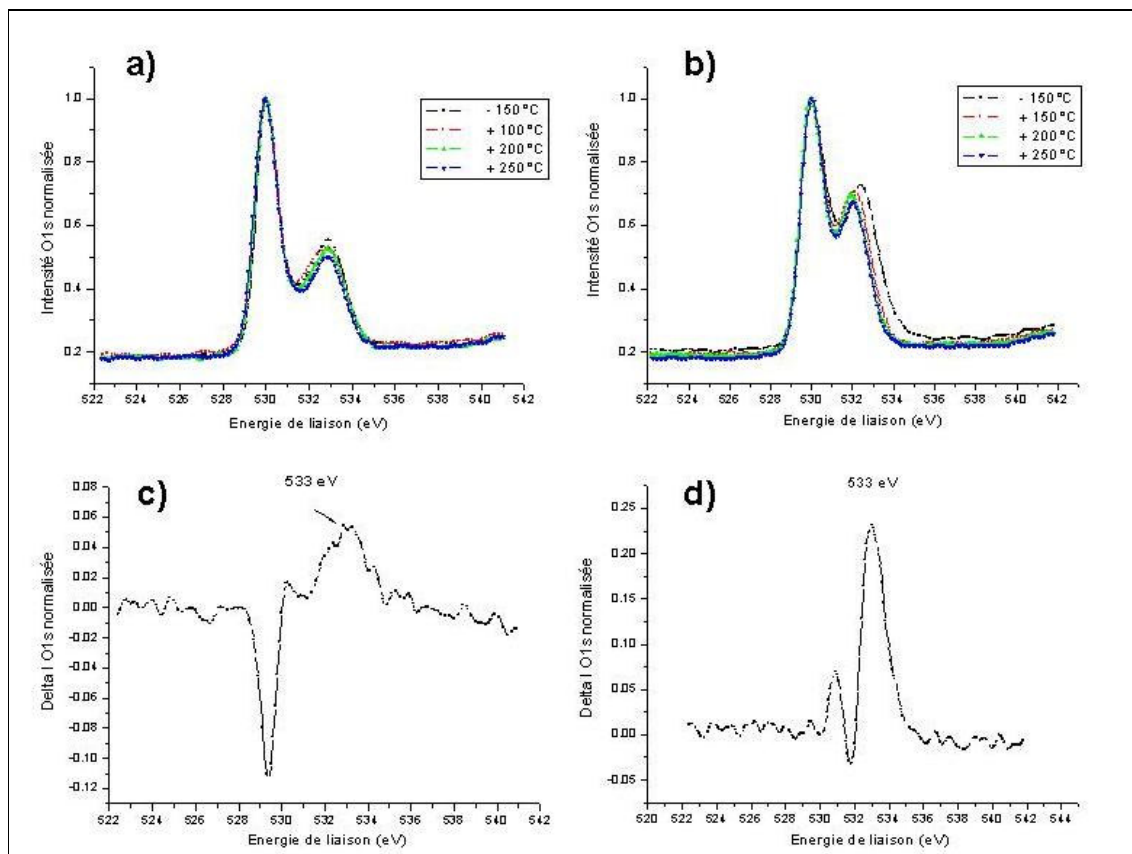 a)
- 150°C
+ 100°C
+ 200°C
+ 250°C
Intensité O1s normalisée
1.0
0.8
0.6
0.4
0.2
522 524 526 528 530 532 534 536 538 540 542
Energie de liaison (eV)
b)
- 150°C
+ 150°C
+ 200°C
+ 250°C
Intensité O1s normalisée
1.0
0.8
0.6
0.4
0.2
522 524 526 528 530 532 534 536 538 540 542
Energie de liaison (eV)
c)
533 eV
Delta I O1s normalisée
0.08
0.06
0.04
0.02
0.00
-0.02
-0.04
-0.06
-0.08
-0.10
-0.12
522 524 526 528 530 532 534 536 538 540 542
Energie de liaison (eV)
d)
533 eV
Delta I O1s normalisée
0.25
0.20
0.15
0.10
0.05
0.00
-0.05
520 522 524 526 528 530 532 534 536 538 540 542 544
Energie de liaison (eV)